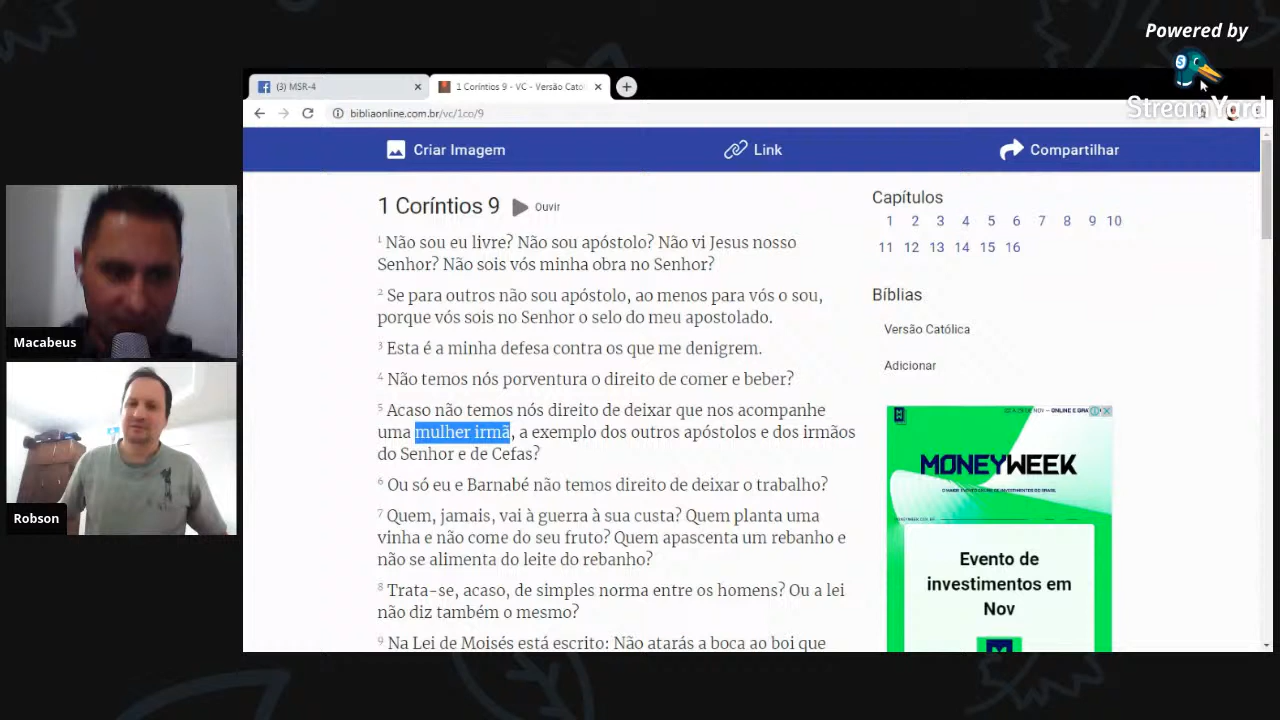 Powered by
StreamYard
(3) MSR-4
1 Coríntios 9 - VC - Versão Cató
bibliaonline.com.br/vc/1co/9
Criar Imagem
Link
Compartilhar
1 Coríntios 9
Ouvir
1 Não sou eu livre? Não sou apóstolo? Não vi Jesus nosso
Senhor? Não sois vós minha obra no Senhor?
2 Se para outros não sou apóstolo, ao menos para vós o sou,
porque vós sois no Senhor o selo do meu apostolado.
3 Esta é a minha defesa contra os que me denigrem.
4 Não temos nós porventura o direito de comer e beber?
5 Acaso não temos nós direito de deixar que nos acompanhe
uma mulher irmã, a exemplo dos outros apóstolos e dos irmãos
do Senhor e de Cefas?
6 Ou só eu e Barnabé não temos direito de deixar o trabalho?
7 Quem, jamais, vai à guerra à sua custa? Quem planta uma
vinha e não come do seu fruto? Quem apascenta um rebanho e
não se alimenta do leite do rebanho?
8 Trata-se, acaso, de simples norma entre os homens? Ou a lei
não diz também o mesmo?
9 Na Lei de Moisés está escrito: Não atarás a boca ao boi que
Capítulos
1 2 3 4 5 6 7 8 9 10
11 12 13 14 15 16
Bíblias
Versão Católica
Adicionar
MONEYWEEK
Evento de
investimentos em
Nov
Macabeus
Robson